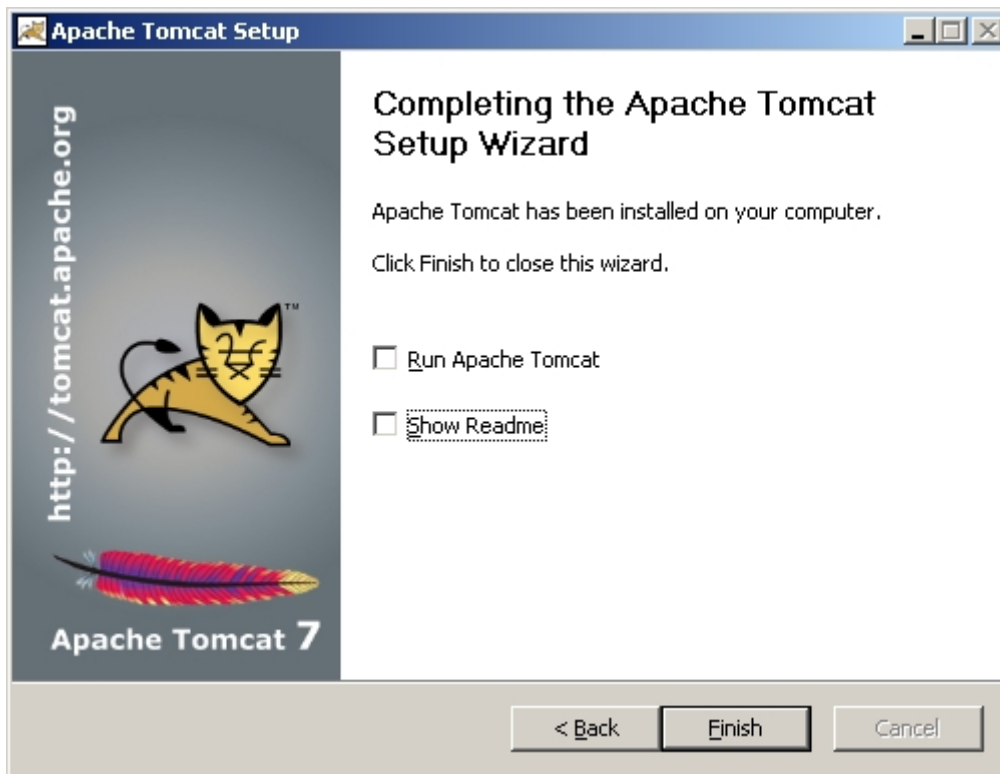 Apache Tomcat Setup
http://tomcat.apache.org
TM
Apache Tomcat 7
Completing the Apache Tomcat
Setup Wizard
Apache Tomcat has been installed on your computer.
Click Finish to close this wizard.
Run Apache Tomcat
Show Readme
< Back
Finish
Cancel